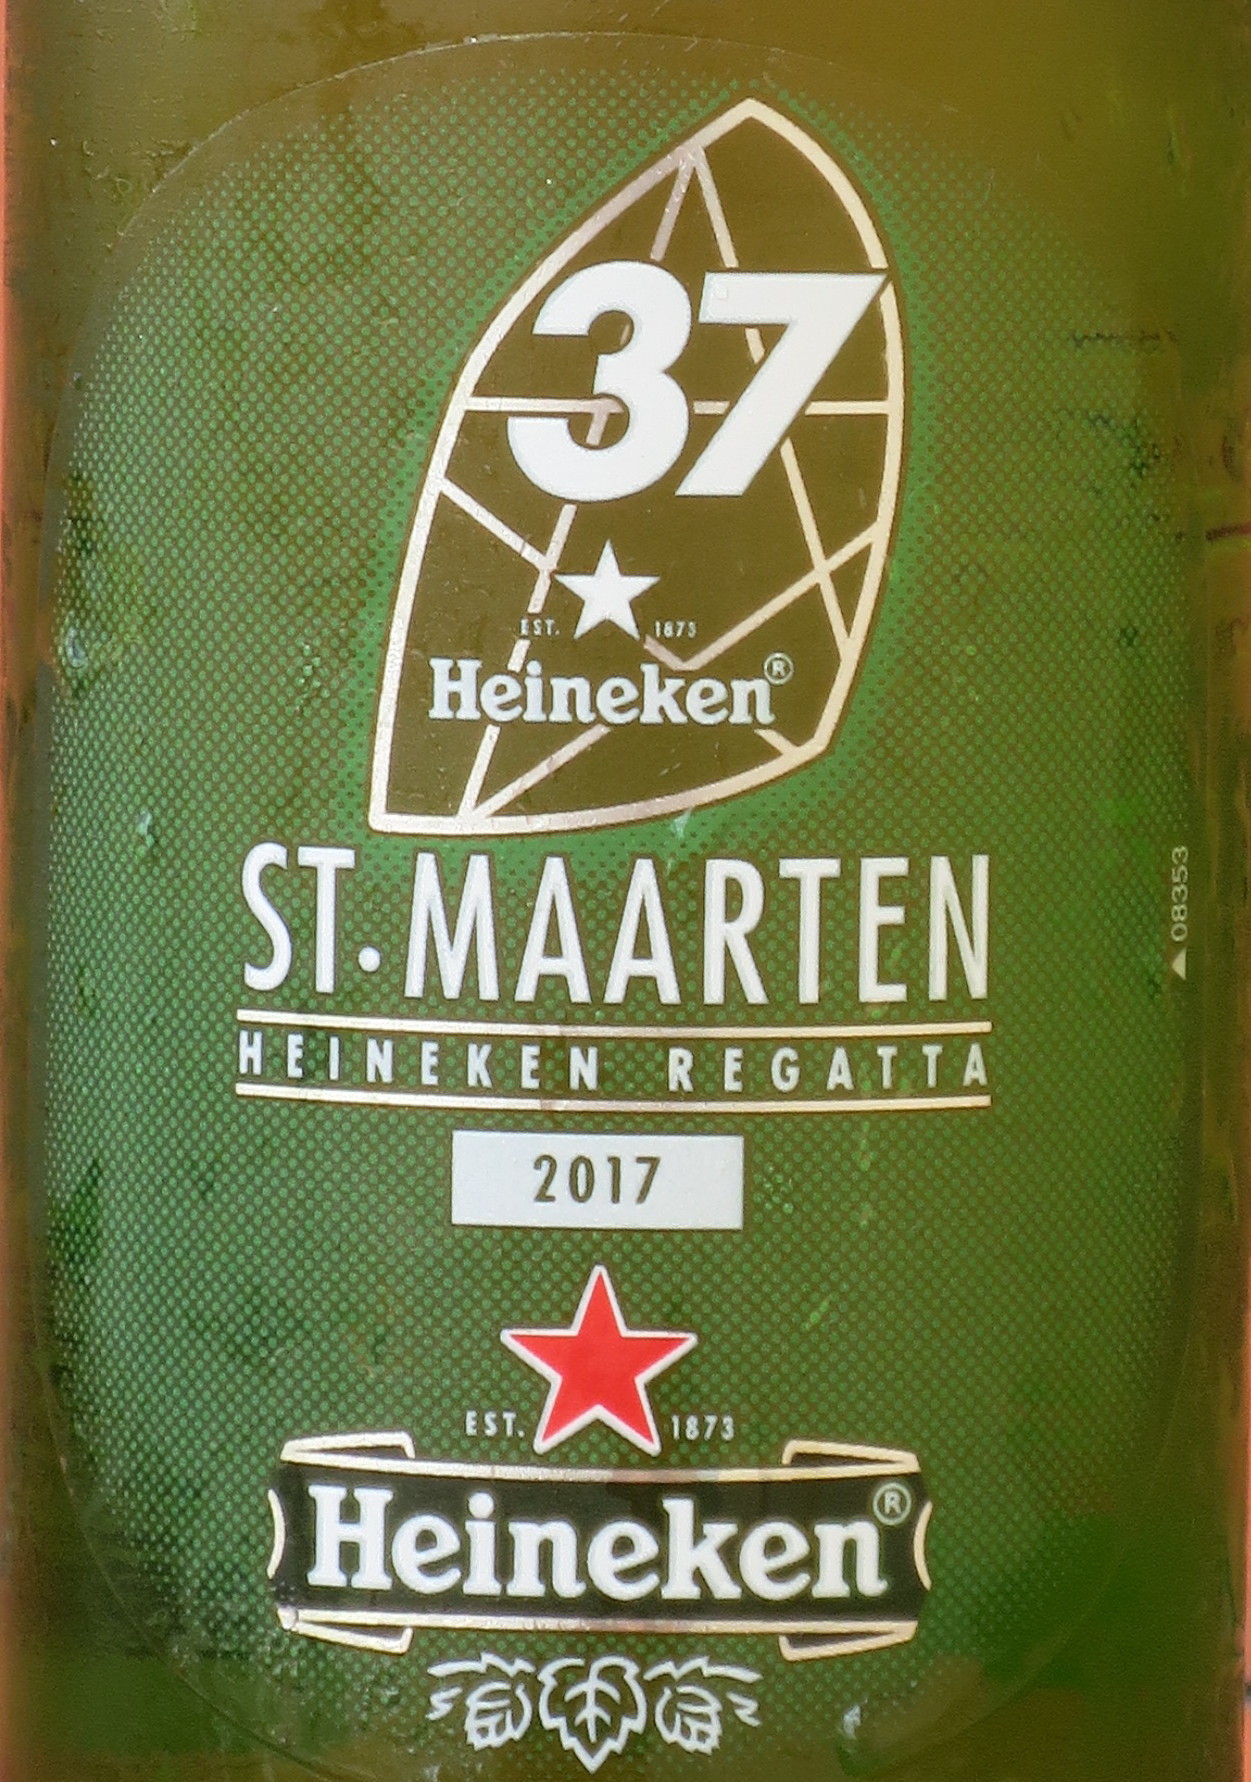 37
EST. 1873
Heineken®
ST. MAARTEN
HEINEKEN REGATTA
2017
EST. 1873
Heineken®
▲08353